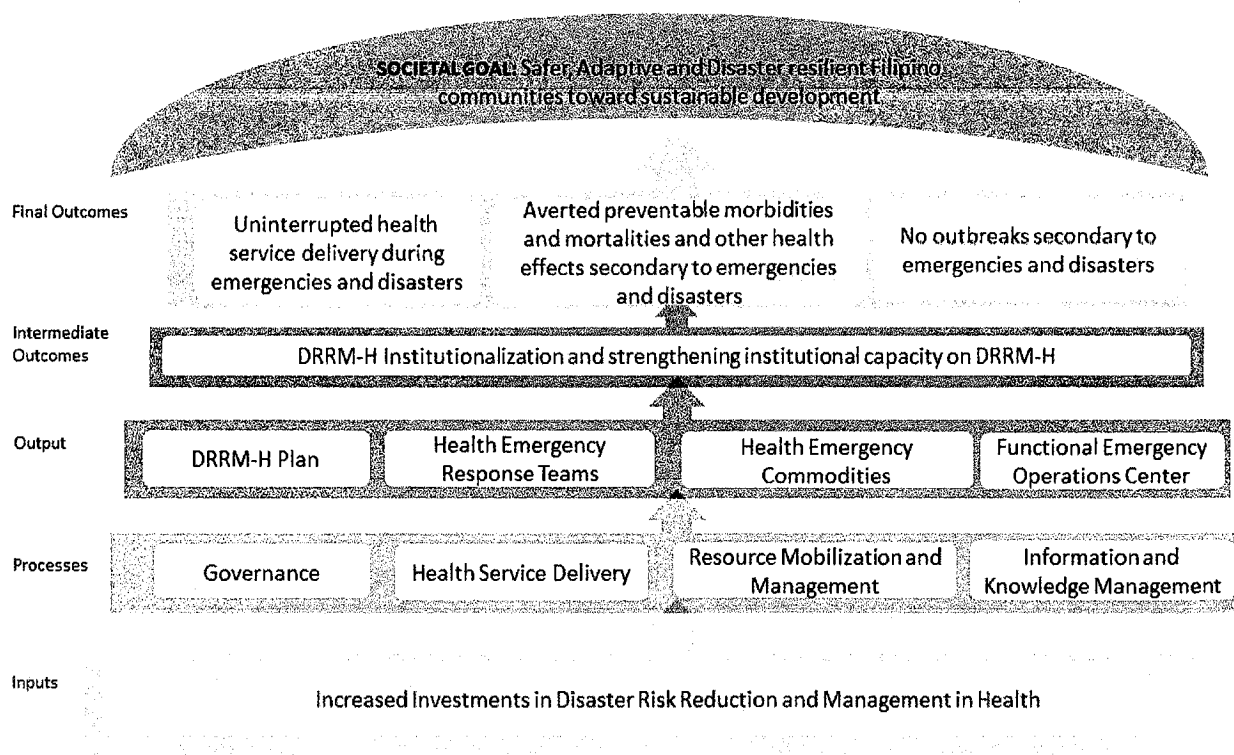 SOCIETAL GOAL: Safer, Adaptive and Disaster resilient Filipino
communities toward sustainable development
Final Outcomes
Uninterrupted health
service delivery during
emergencies and disasters
Averted preventable morbidities
and mortalities and other health
effects secondary to emergencies
and disasters
No outbreaks secondary to
emergencies and disasters
Intermediate
Outcomes
DRRM-H Institutionalization and strengthening institutional capacity on DRRM-H
Output
DRRM-H Plan
Health Emergency
Response Teams
Health Emergency
Commodities
Functional Emergency
Operations Center
Processes
Governance
Health Service Delivery
Resource Mobilization and
Management
Information and
Knowledge Management
Inputs
Increased Investments in Disaster Risk Reduction and Management in Health